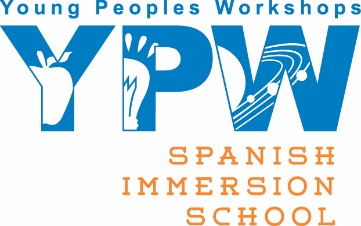 Young Peoples Workshops
YPW
SPANISH
IMMERSION
SCHOOL